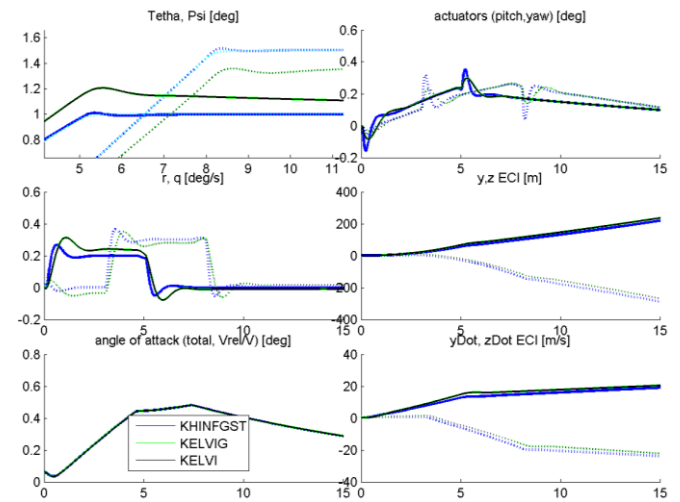 Tetha, Psi [deg]
actuators (pitch,yaw) [deg]
1.6
1.4
1.2
1
0.8
5 6 7 8 9 10 11
0.6
0.4
0.2
0
-0.2
0 5 10 15
r, q [deg/s]
y,z ECI [m]
0.6
0.4
0.2
0
-0.2
0 5 10 15
400
200
0
-200
-400
0 5 10 15
angle of attack (total, Vrel/V) [deg]
yDot, zDot ECI [m/s]
0.8
0.6
0.4
0.2
0
0 5 10 15
KHINFGST
KELVIG
KELVI
40
20
0
-20
-40
0 5 10 15